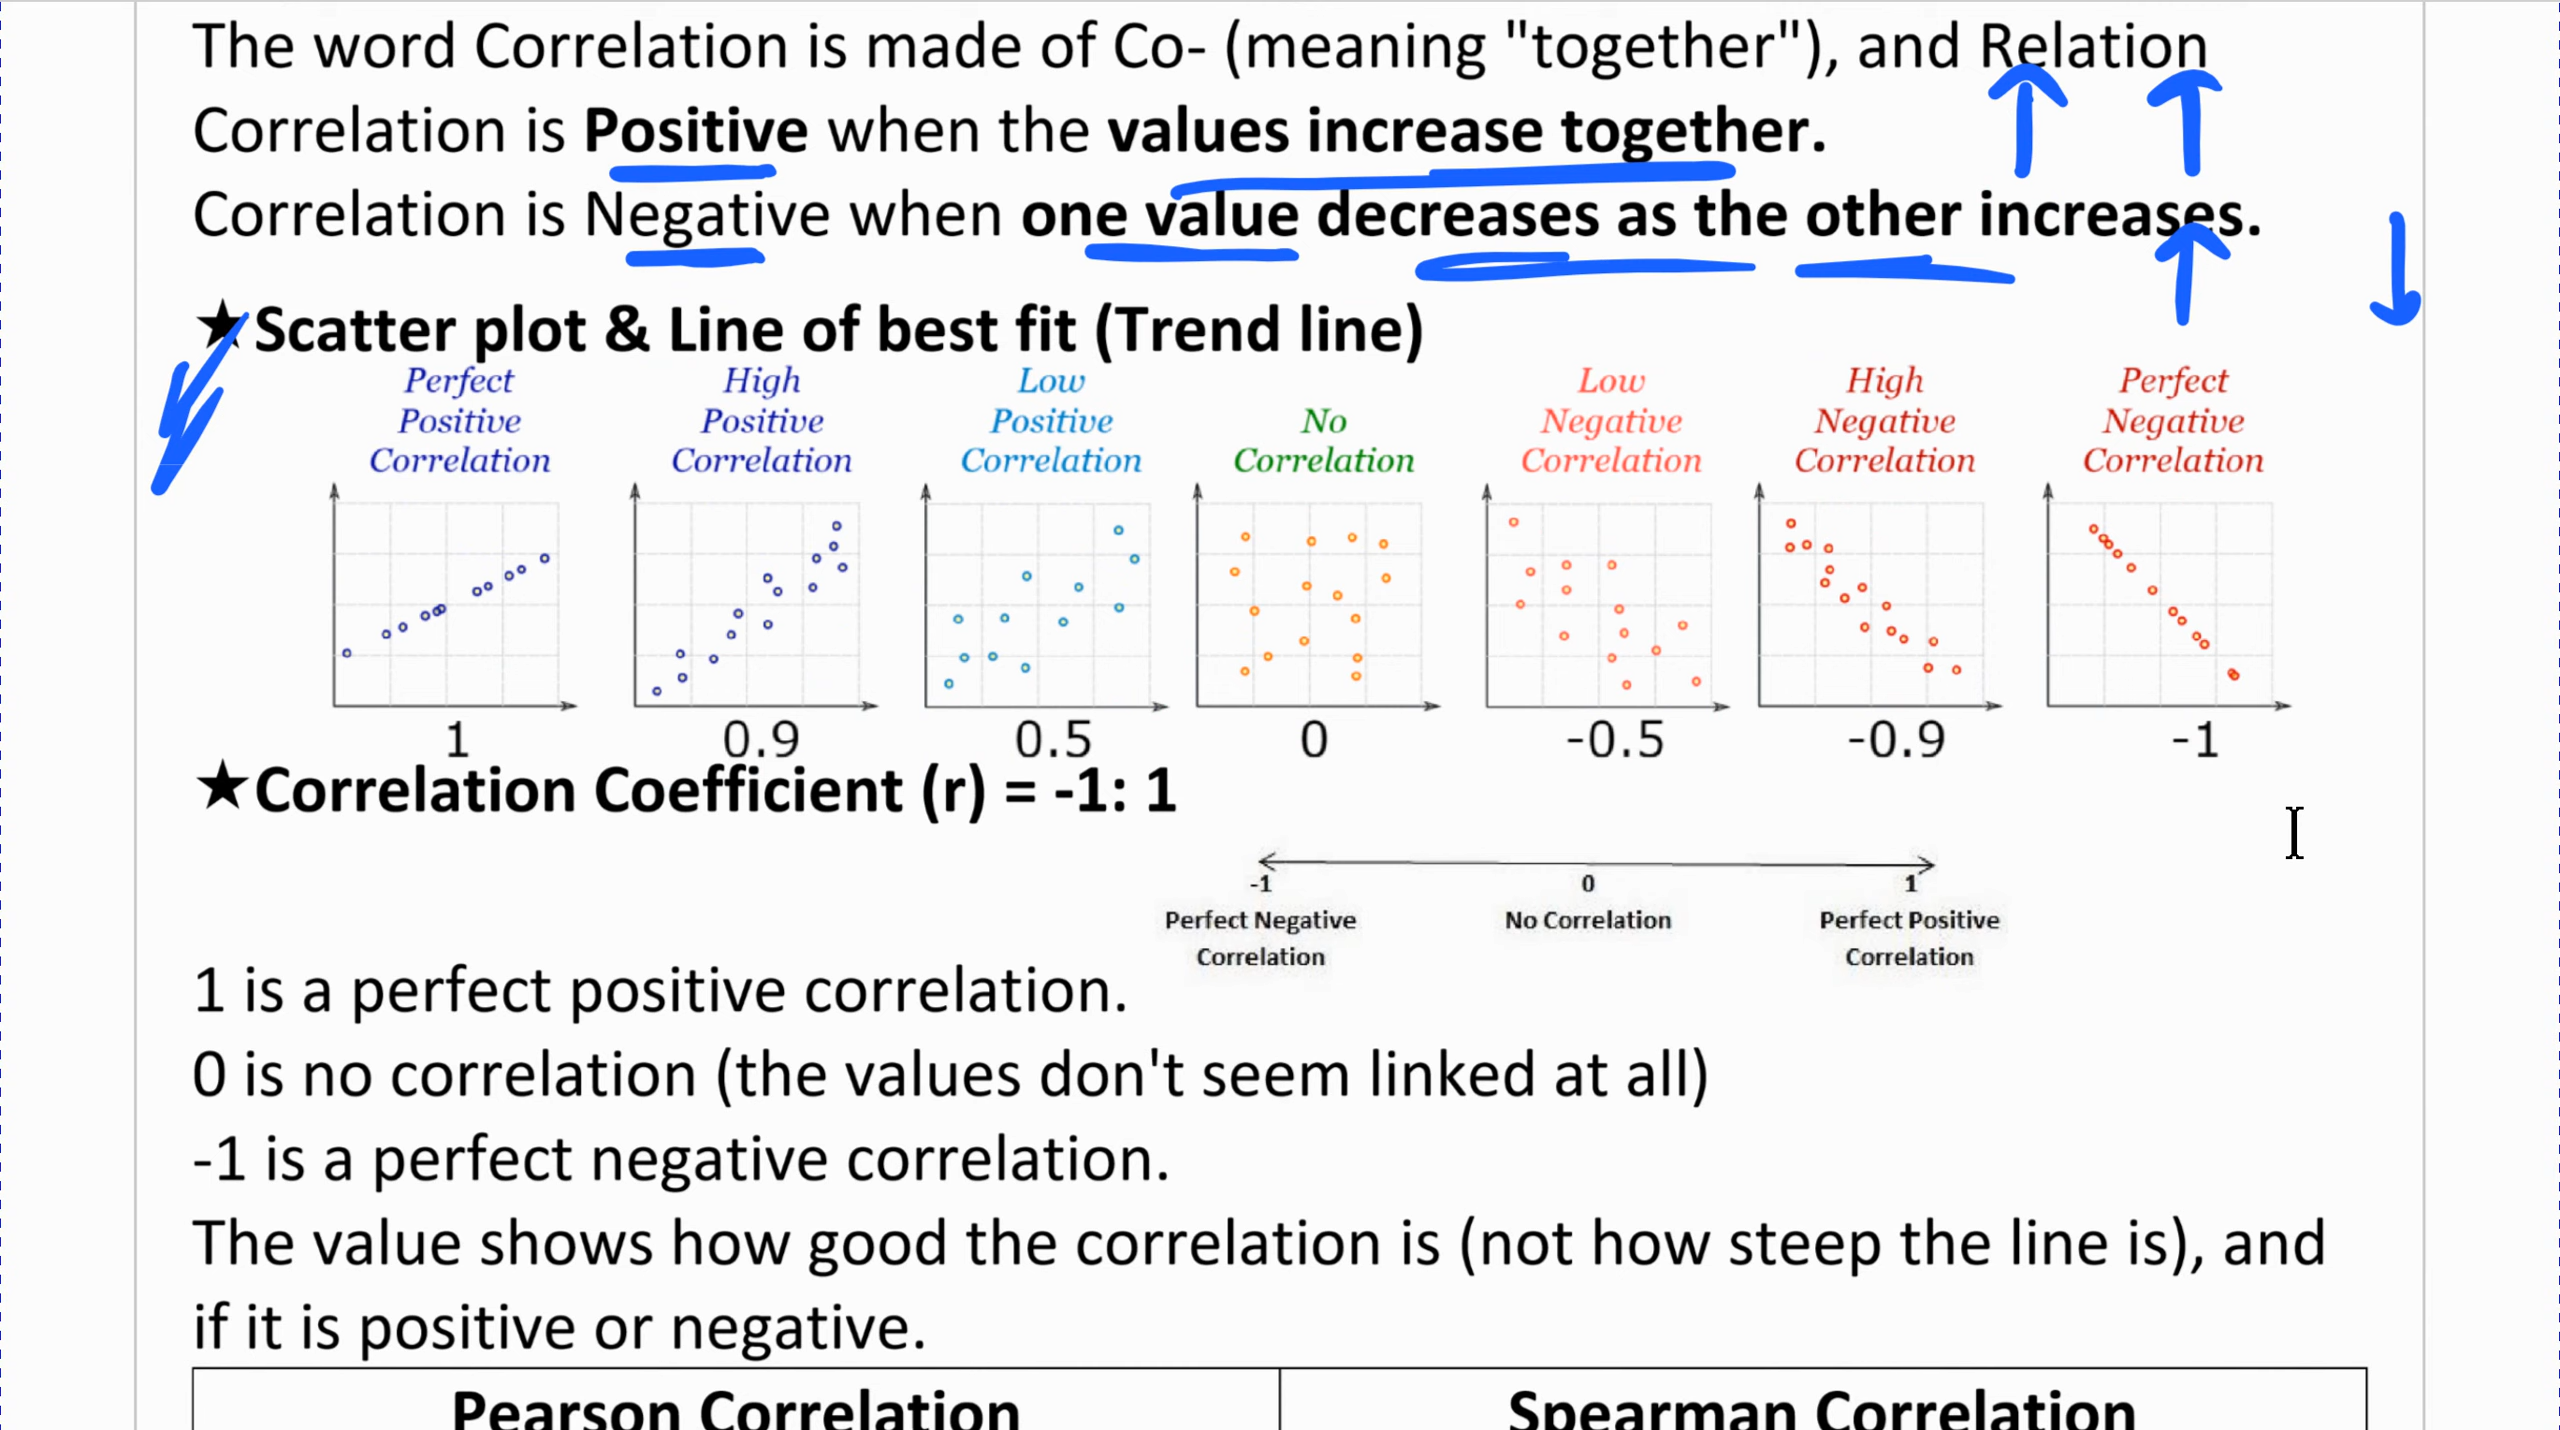 The word Correlation is made of Co- (meaning "together"), and Relation
Correlation is Positive when the values increase together.
Correlation is Negative when one value decreases as the other increases.
★Scatter plot & Line of best fit (Trend line)
Perfect Positive Correlation
High Positive Correlation
Low Positive Correlation
No Correlation
Low Negative Correlation
High Negative Correlation
Perfect Negative Correlation
1 0.9 0.5 0 -0.5 -0.9 -1
★Correlation Coefficient (r) = -1: 1
-1 0 1
Perfect Negative Correlation
No Correlation
Perfect Positive Correlation
1 is a perfect positive correlation.
0 is no correlation (the values don't seem linked at all)
-1 is a perfect negative correlation.
The value shows how good the correlation is (not how steep the line is), and
if it is positive or negative.
Pearson Correlation
Spearman Correlation